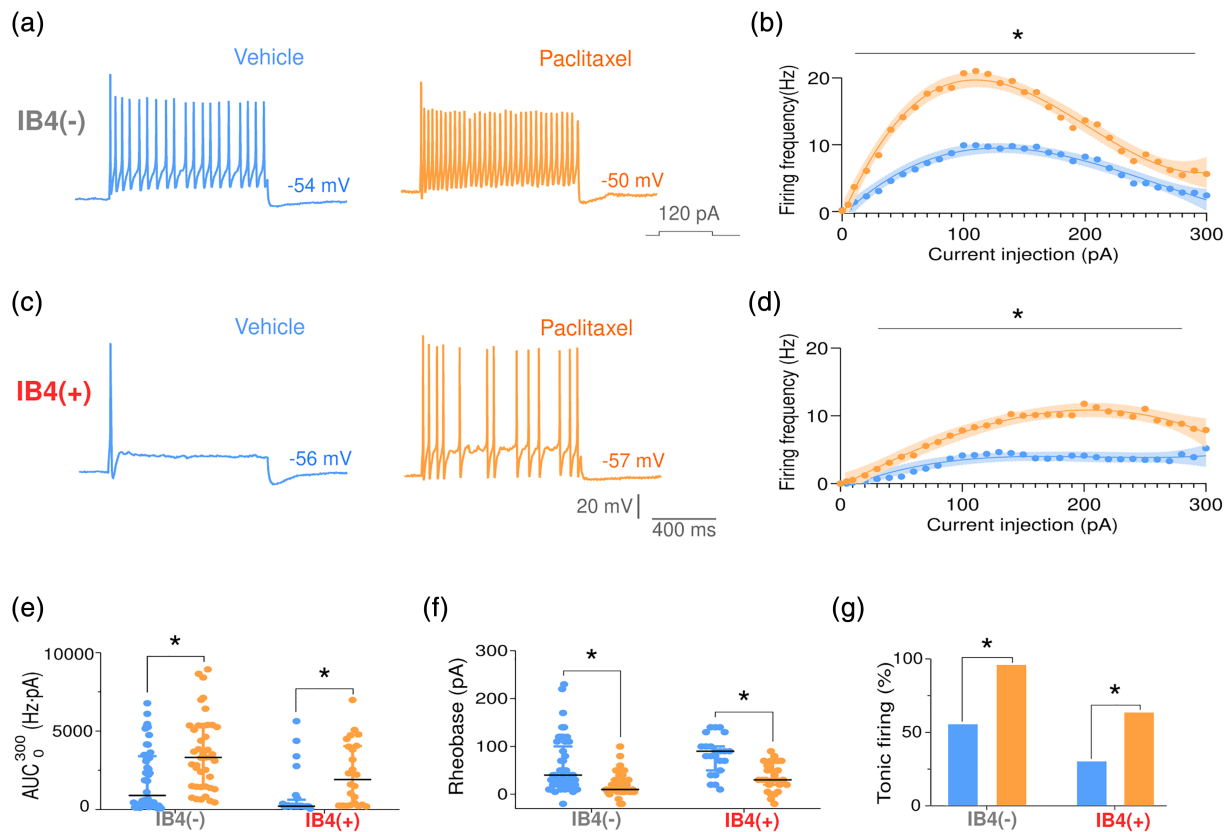 (a)
Vehicle
Paclitaxel
IB4(-)
-54 mV
-50 mV
120 pA
(b)
*
Firing frequency(Hz)
20
10
0
0 100 200 300
Current injection (pA)
(c)
Vehicle
Paclitaxel
IB4(+)
-56 mV
-57 mV
20 mV
400 ms
(d)
*
Firing frequency (Hz)
20
10
0
0 100 200 300
Current injection (pA)
(e)
AUC 300 0 (Hz·pA)
10000
5000
0
* *
IB4(-) IB4(+)
(f)
Rheobase (pA)
300
200
100
0
* *
IB4(-) IB4(+)
(g)
Tonic firing (%)
100
50
0
* *
IB4(-) IB4(+)